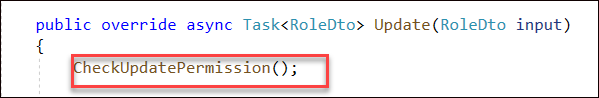 public override async Task<RoleDto> Update(RoleDto input)
{
CheckUpdatePermission();